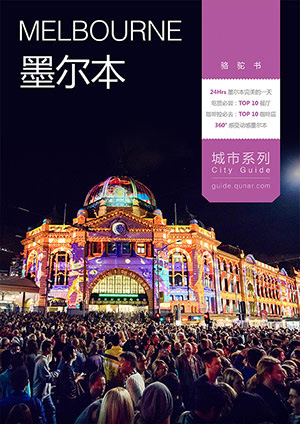 MELBOURNE
墨尔本
骆驼书
24Hrs 墨尔本完美的一天
吃货必尝：TOP 10 餐厅
咖啡控必去：TOP 10 咖啡店
360° 感受动感墨尔本
城市系列
City Guide
guide.qunar.com